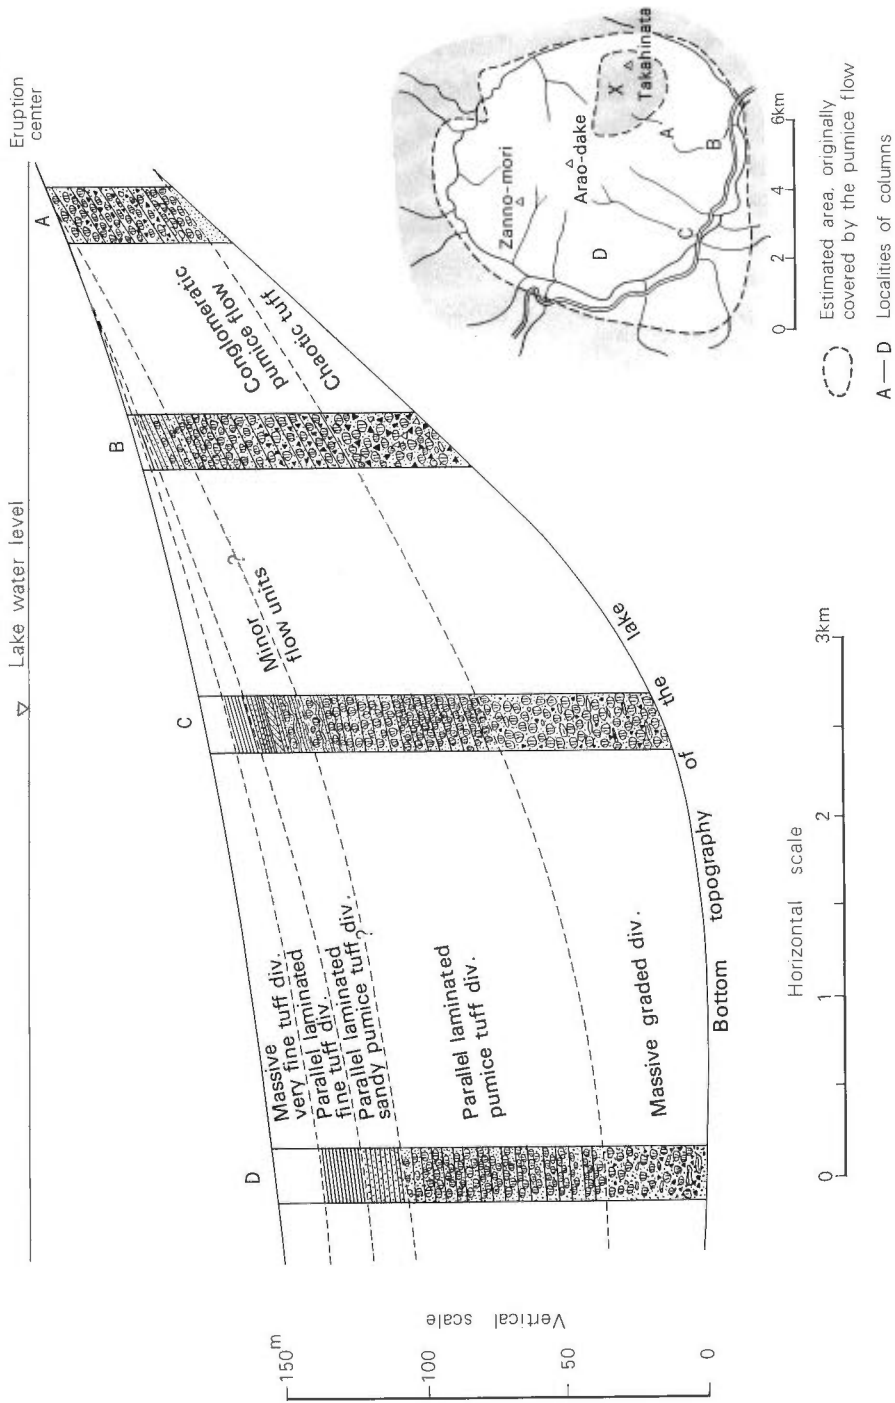 Lake water level
Eruption
center
A
B
C
D
Conglomeratic
pumice flow
Chaotic tuff
Minor
flow units
?
Massive
very fine tuff div.
Parallel laminated
fine tuff div.
Parallel laminated
sandy pumice tuff div.
?
Parallel laminated
pumice tuff div.
Massive graded div.
Bottom topography of the lake
Vertical scale
150m
100
50
0
Horizontal scale
0
1
2
3km
Zanno-mori
Arao-dake
X
Takahinata
A
B
C
D
0
2
4
6km
Estimated area, originally
covered by the pumice flow
A — D Localities of columns